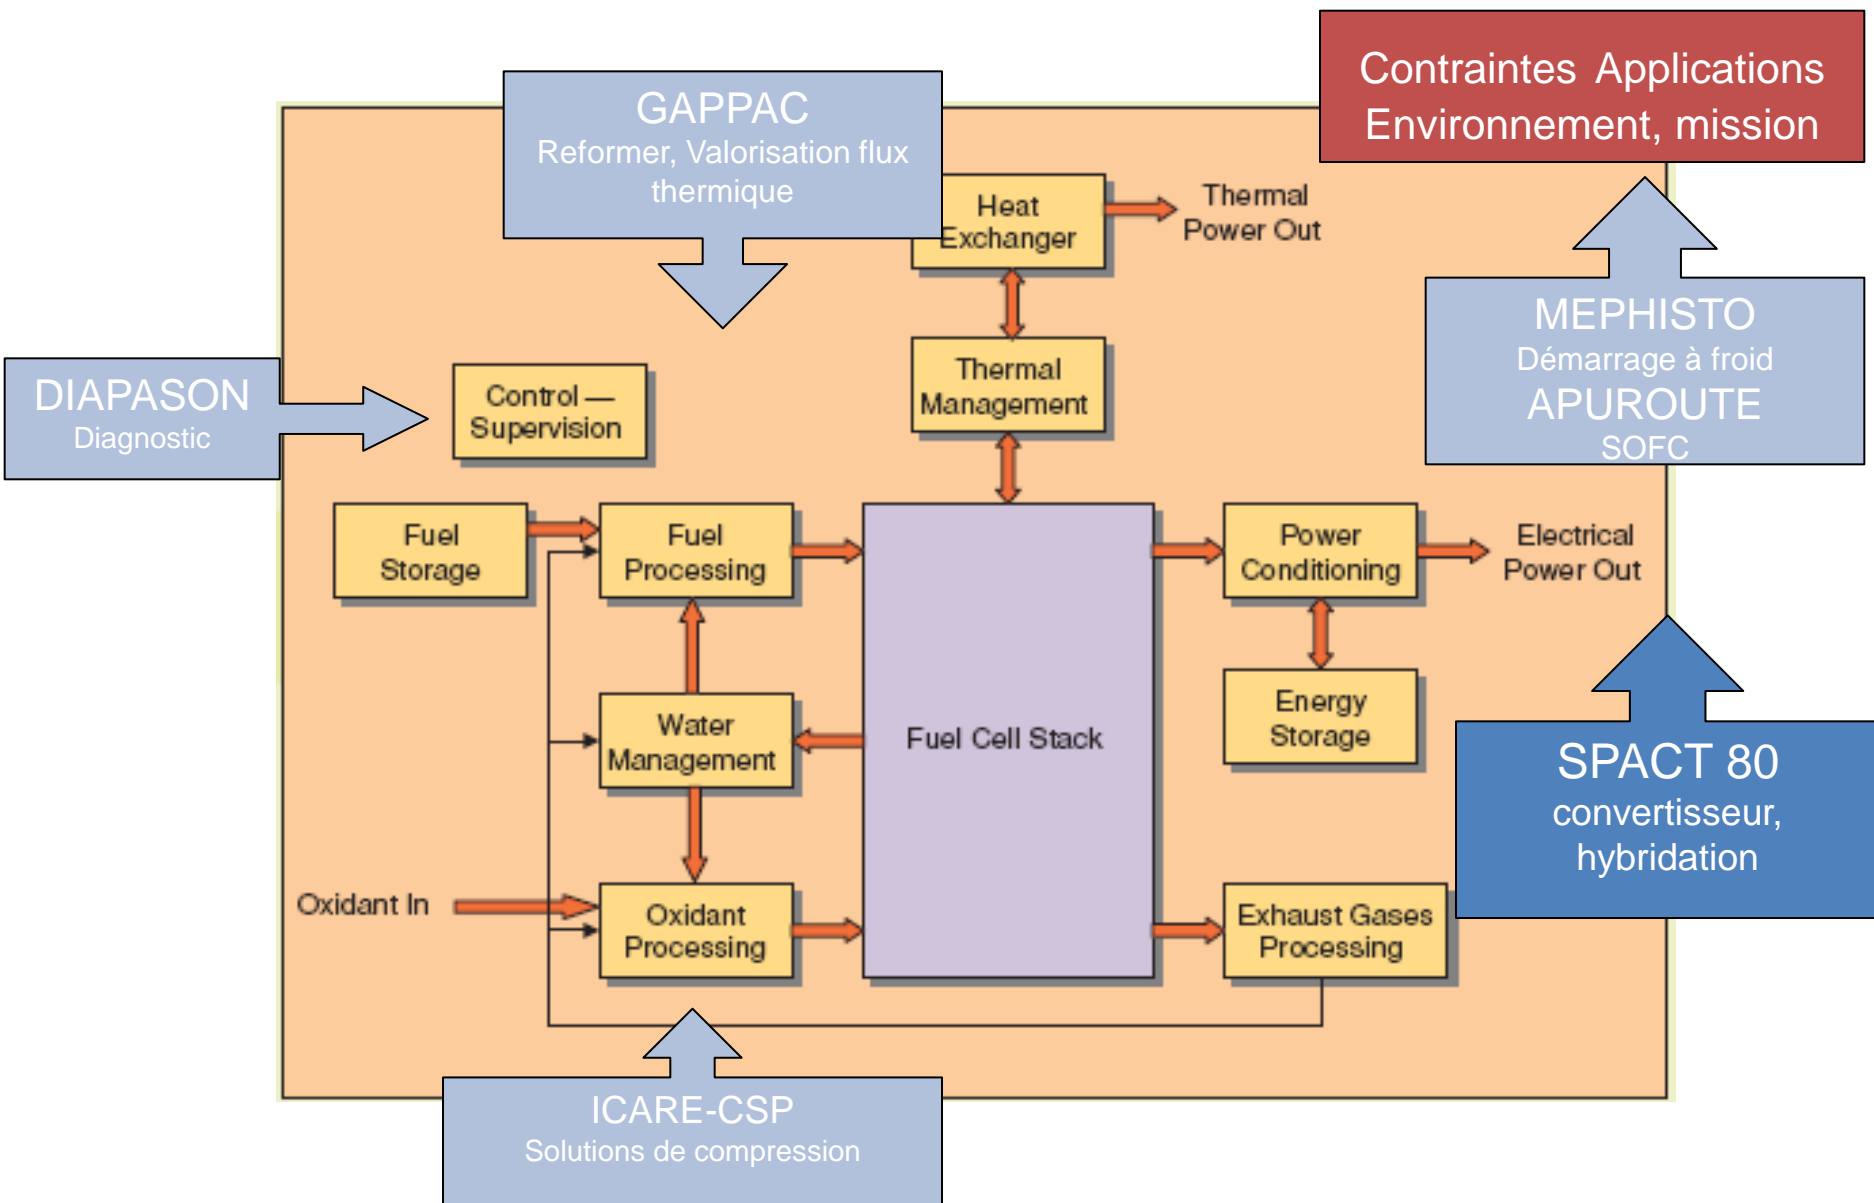 Contraintes Applications
Environnement, mission
GAPPAC
Reformer, Valorisation flux
thermique
Heat
Exchanger
Thermal
Power Out
MEPHISTO
Démarrage à froid
APUROUTE
SOFC
DIAPASON
Diagnostic
Control —
Supervision
Thermal
Management
Fuel
Storage
Fuel
Processing
Power
Conditioning
Electrical
Power Out
Water
Management
Fuel Cell Stack
Energy
Storage
SPACT 80
convertisseur,
hybridation
Oxidant In
Oxidant
Processing
Exhaust Gases
Processing
ICARE-CSP
Solutions de compression